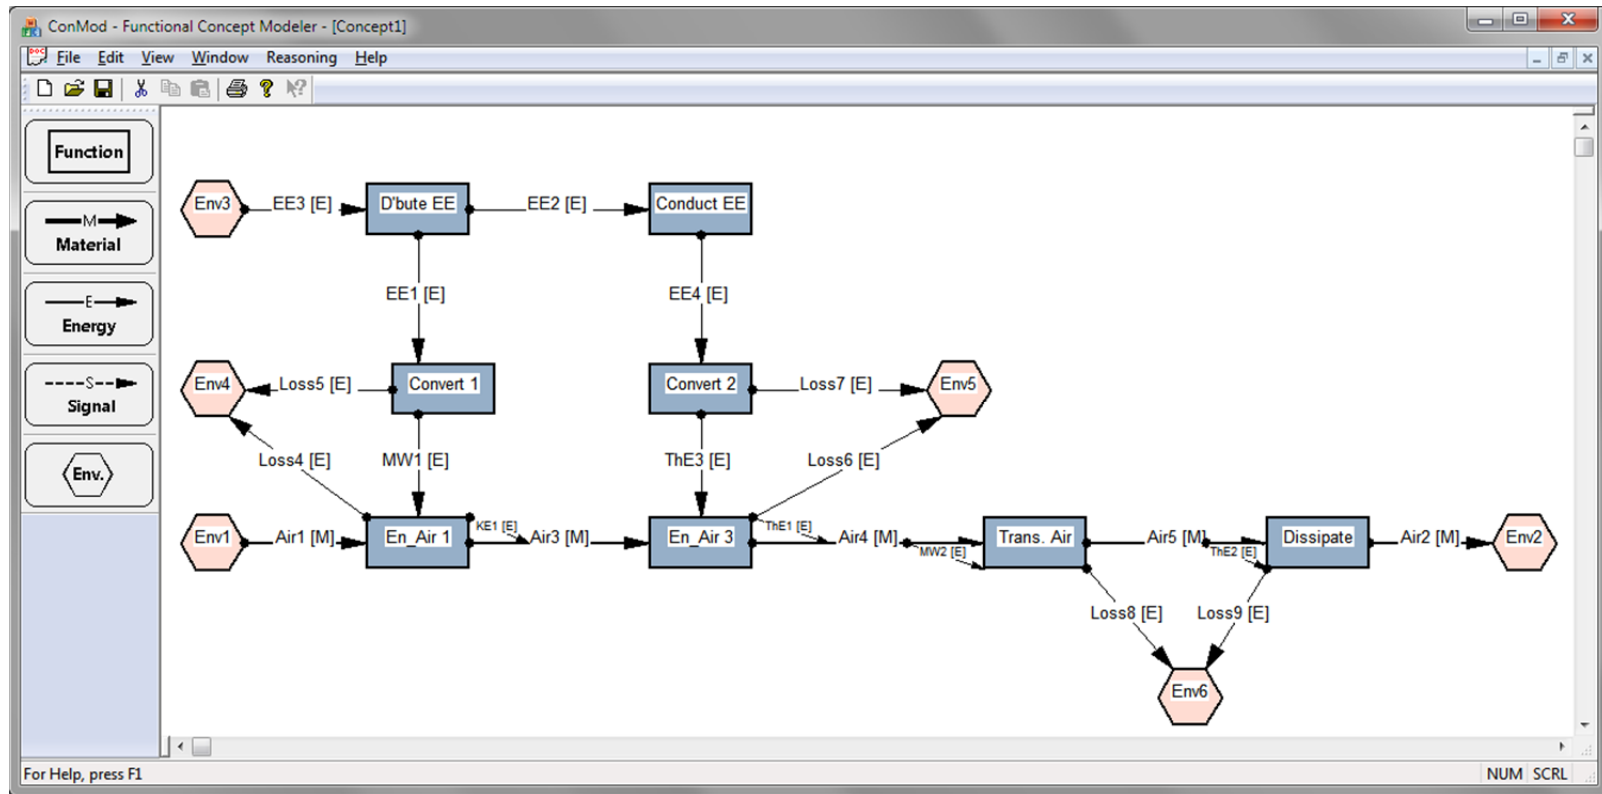 ConMod - Functional Concept Modeler - [Concept1]
File Edit View Window Reasoning Help
Function
M
Material
E
Energy
S
Signal
Env.
Env3
EE3 [E]
D'bute EE
EE2 [E]
Conduct EE
EE1 [E]
EE4 [E]
Env4
Loss5 [E]
Convert 1
Convert 2
Loss7 [E]
Env5
Loss4 [E]
MW1 [E]
ThE3 [E]
Loss6 [E]
Env1
Air1 [M]
En_Air 1
KE1 [E]
Air3 [M]
En_Air 3
ThE1 [E]
Air4 [M]
MW2 [E]
Trans. Air
Air5 [M]
ThE2 [E]
Dissipate
Air2 [M]
Env2
Loss8 [E]
Loss9 [E]
Env6
For Help, press F1
NUM SCRL